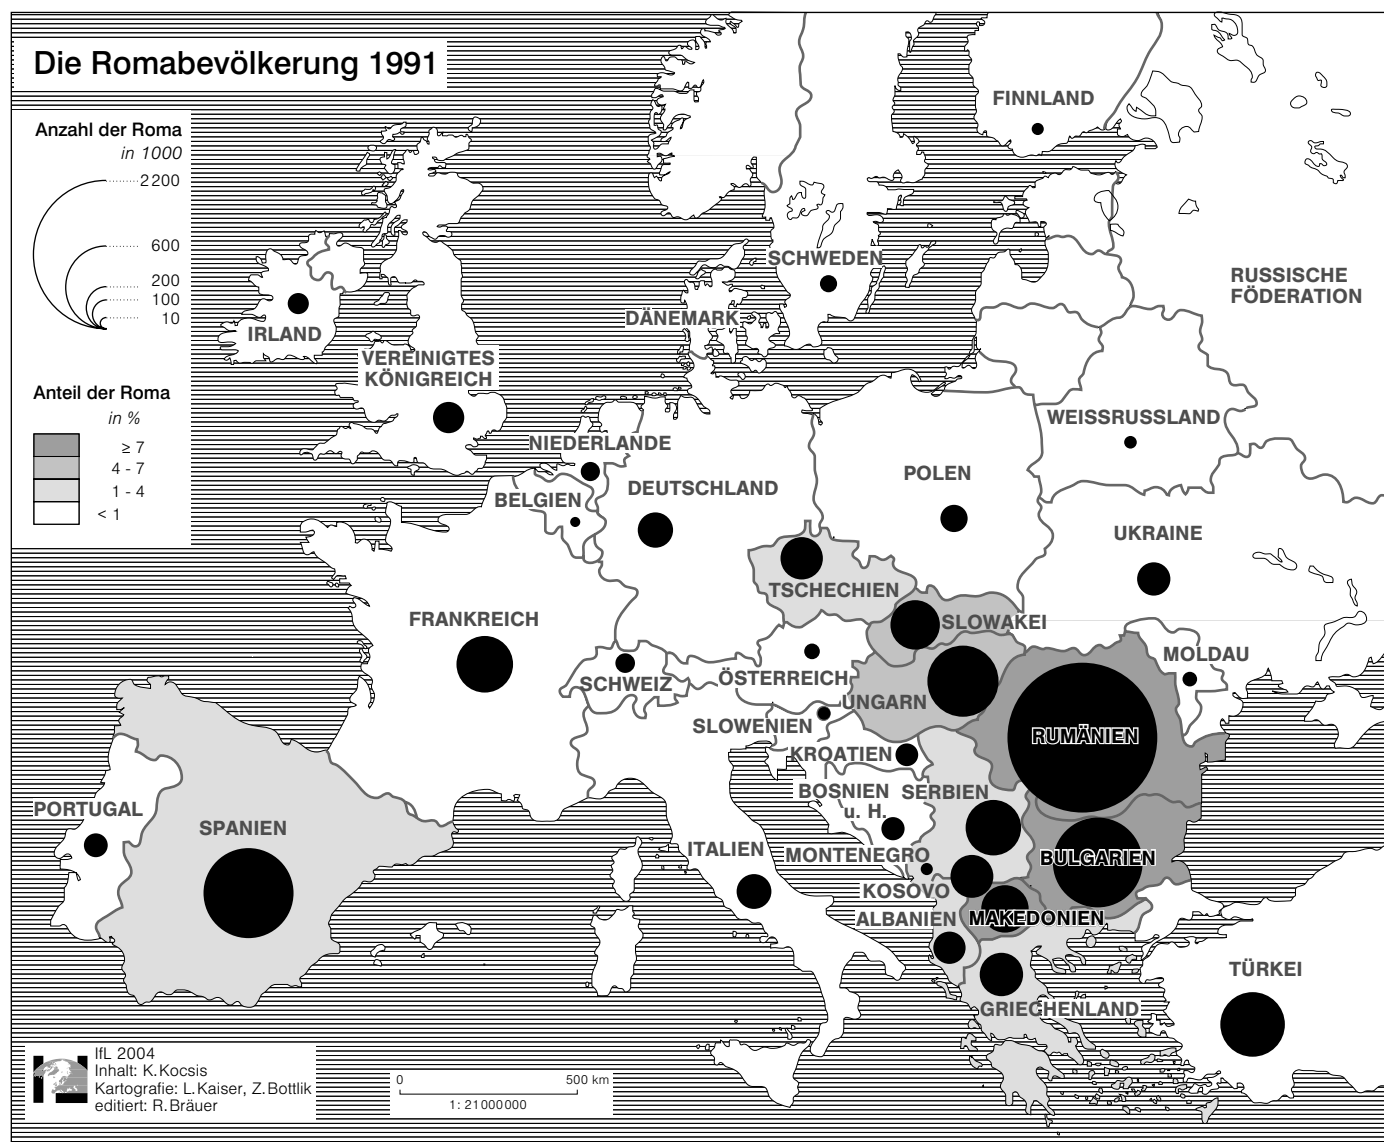 Die Romabevölkerung 1991
Anzahl der Roma
in 1000
2200
600
200
100
10
Anteil der Roma
in %
≥ 7
4 - 7
1 - 4
< 1
FINNLAND
SCHWEDEN
RUSSISCHE
FÖDERATION
DÄNEMARK
IRLAND
VEREINIGTES
KÖNIGREICH
WEISSRUSSLAND
NIEDERLANDE
POLEN
DEUTSCHLAND
BELGIEN
UKRAINE
TSCHECHIEN
FRANKREICH
SLOWAKEI
MOLDAU
ÖSTERREICH
SCHWEIZ
UNGARN
SLOWENIEN
RUMÄNIEN
KROATIEN
BOSNIEN
u. H.
SERBIEN
PORTUGAL
SPANIEN
ITALIEN
MONTENEGRO
BULGARIEN
KOSOVO
ALBANIEN
MAKEDONIEN
TÜRKEI
GRIECHENLAND
IfL 2004
Inhalt: K.Kocsis
Kartografie: L.Kaiser, Z.Bottlik
editiert: R.Bräuer
0 500 km
1: 21000000